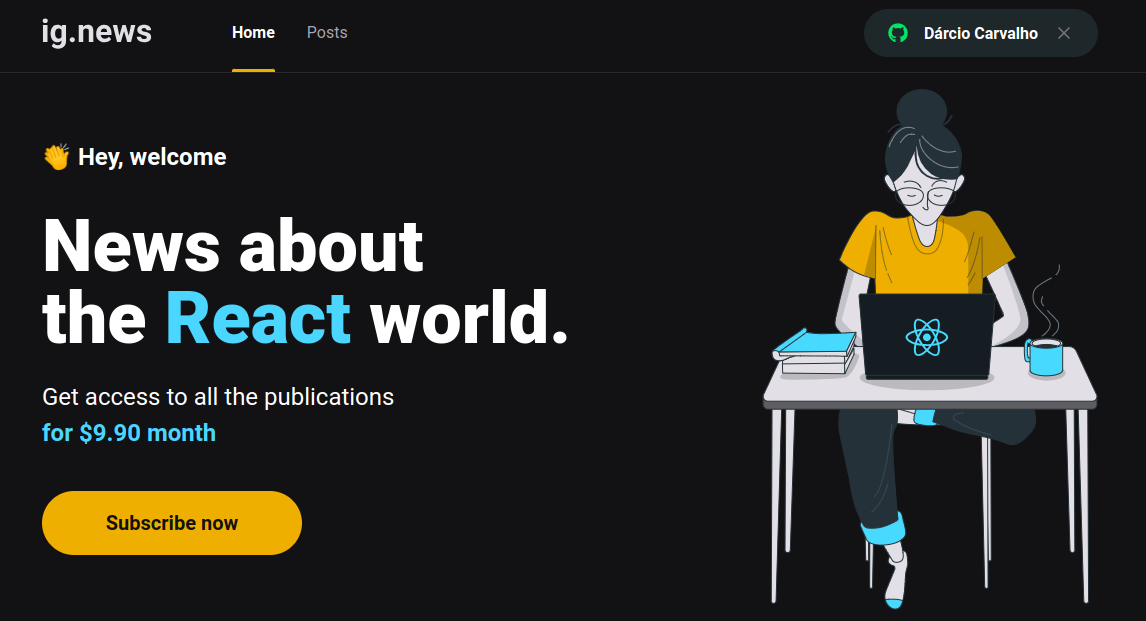 ig.news
Home
Posts
Dárcio Carvalho
👏 Hey, welcome
News about
the React world.
Get access to all the publications
for $9.90 month
Subscribe now